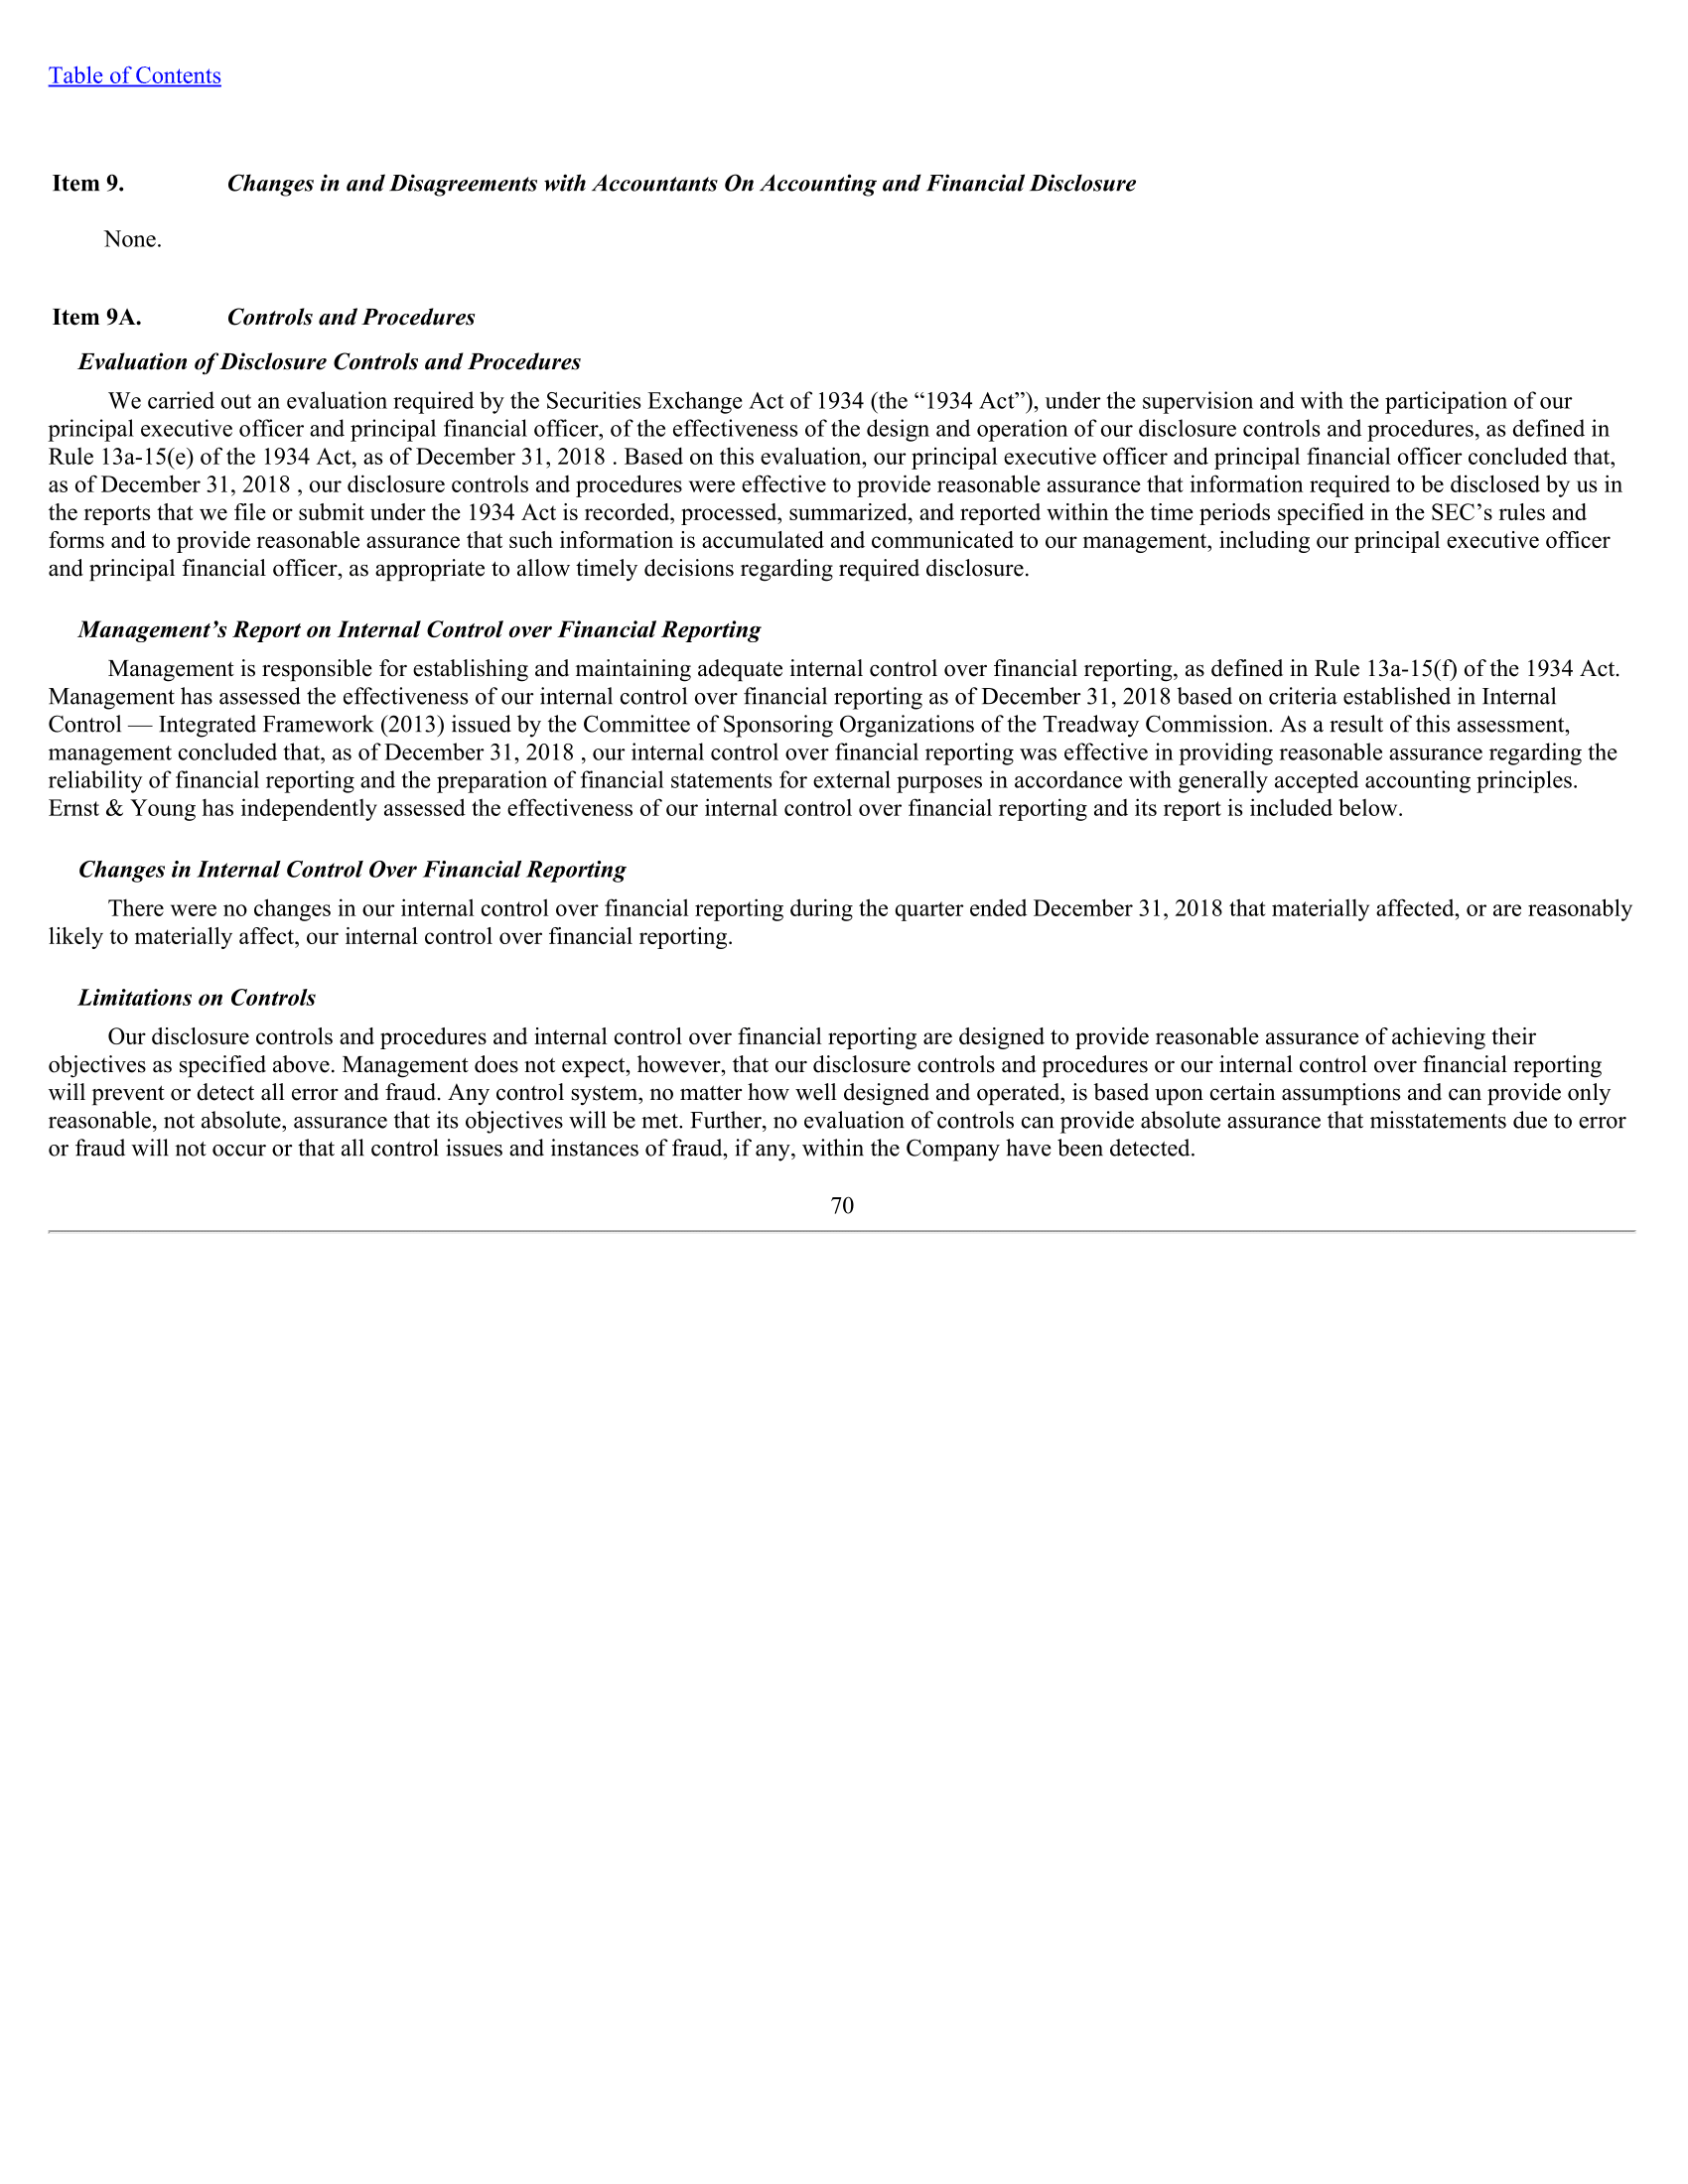 Table of Contents
Item 9. Changes in and Disagreements with Accountants On Accounting and Financial Disclosure
None.
Item 9A. Controls and Procedures
Evaluation of Disclosure Controls and Procedures
We carried out an evaluation required by the Securities Exchange Act of 1934 (the “1934 Act”), under the supervision and with the participation of our
principal executive officer and principal financial officer, of the effectiveness of the design and operation of our disclosure controls and procedures, as defined in
Rule 13a-15(e) of the 1934 Act, as of December 31, 2018 . Based on this evaluation, our principal executive officer and principal financial officer concluded that,
as of December 31, 2018 , our disclosure controls and procedures were effective to provide reasonable assurance that information required to be disclosed by us in
the reports that we file or submit under the 1934 Act is recorded, processed, summarized, and reported within the time periods specified in the SEC’s rules and
forms and to provide reasonable assurance that such information is accumulated and communicated to our management, including our principal executive officer
and principal financial officer, as appropriate to allow timely decisions regarding required disclosure.
Management’s Report on Internal Control over Financial Reporting
Management is responsible for establishing and maintaining adequate internal control over financial reporting, as defined in Rule 13a-15(f) of the 1934 Act.
Management has assessed the effectiveness of our internal control over financial reporting as of December 31, 2018 based on criteria established in Internal
Control — Integrated Framework (2013) issued by the Committee of Sponsoring Organizations of the Treadway Commission. As a result of this assessment,
management concluded that, as of December 31, 2018 , our internal control over financial reporting was effective in providing reasonable assurance regarding the
reliability of financial reporting and the preparation of financial statements for external purposes in accordance with generally accepted accounting principles.
Ernst & Young has independently assessed the effectiveness of our internal control over financial reporting and its report is included below.
Changes in Internal Control Over Financial Reporting
There were no changes in our internal control over financial reporting during the quarter ended December 31, 2018 that materially affected, or are reasonably
likely to materially affect, our internal control over financial reporting.
Limitations on Controls
Our disclosure controls and procedures and internal control over financial reporting are designed to provide reasonable assurance of achieving their
objectives as specified above. Management does not expect, however, that our disclosure controls and procedures or our internal control over financial reporting
will prevent or detect all error and fraud. Any control system, no matter how well designed and operated, is based upon certain assumptions and can provide only
reasonable, not absolute, assurance that its objectives will be met. Further, no evaluation of controls can provide absolute assurance that misstatements due to error
or fraud will not occur or that all control issues and instances of fraud, if any, within the Company have been detected.
70